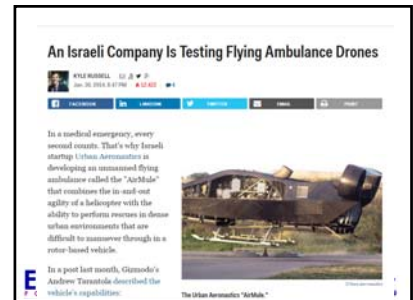 An Israeli Company Is Testing Flying Ambulance Drones
KYLE RUSSELL
FACEBOOK
LINKEDIN
TWITTER
EMAIL
PRINT
In a medical emergency, every
second counts. That's why Israeli
startup Urban Aeronautics is
developing an unmanned flying
ambulance called the "AirMule"
that combines the in-and-out
agility of a helicopter with the
ability to perform rescues in dense
urban environments that are
difficult to maneuver through in a
rotor-based vehicle.
In a post last month, Gizmodo's
Andrew Tarantola described the
vehicle's capabilities:
Urban Aeronautics
The Urban Aeronautics "AirMule."
E